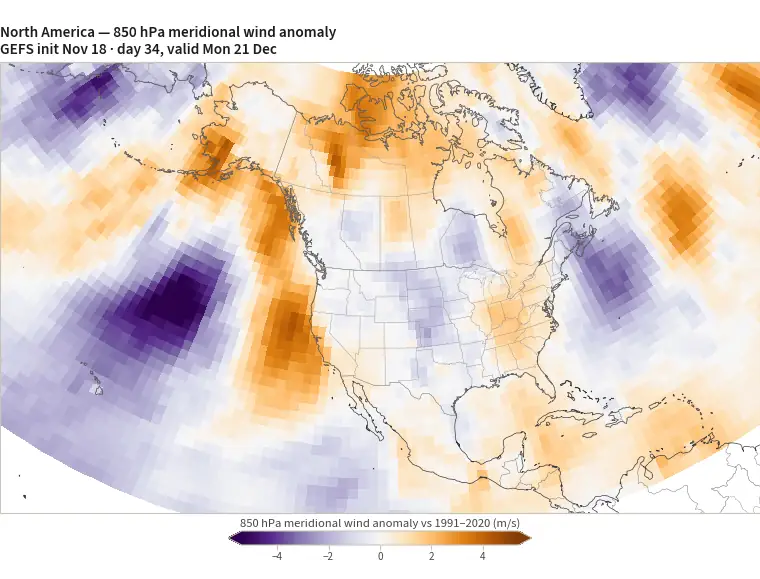 North America — 850 hPa meridional wind anomaly
GEFS init Nov 18 · day 34, valid Mon 21 Dec
850 hPa meridional wind anomaly vs 1991–2020 (m/s)
−4 −2 0 2 4